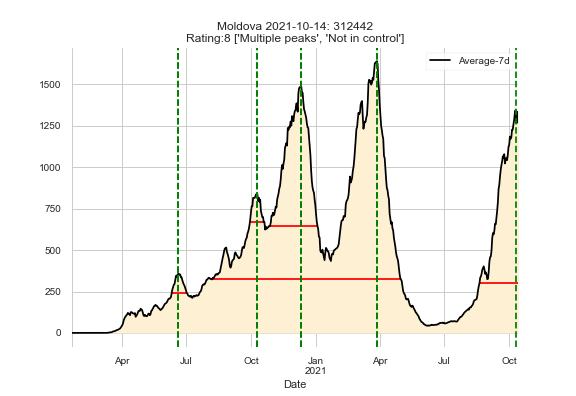 Moldova 2021-10-14: 312442
Rating:8 ['Multiple peaks', 'Not in control']
Average-7d
1500
1250
1000
750
500
250
0
Apr Jul Oct Jan Apr Jul Oct
2021
Date